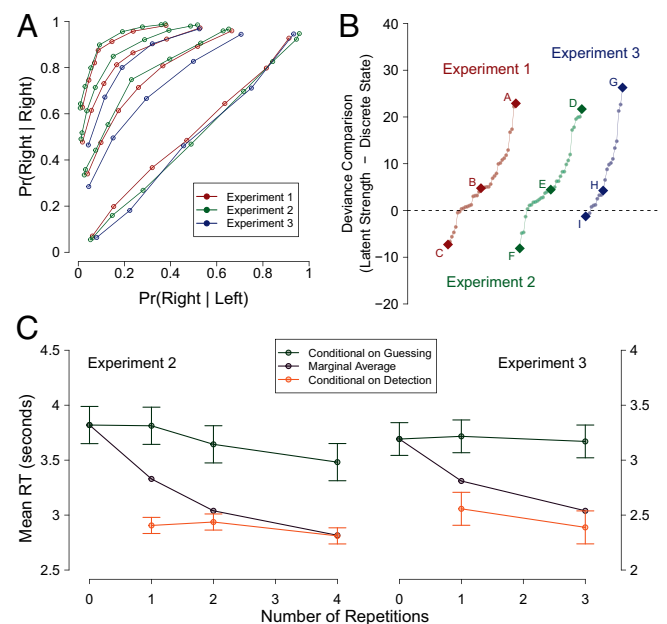 A
Pr(Right | Right)
1
0.8
0.6
0.4
0.2
0
0
0.2
0.4
0.6
0.8
1
Pr(Right | Left)
Experiment 1
Experiment 2
Experiment 3
B
Deviance Comparison
(Latent Strength − Discrete State)
40
30
20
10
0
−10
−20
Experiment 1
Experiment 3
Experiment 2
A
B
C
D
E
F
G
H
I
C
Mean RT (seconds)
4.5
4
3.5
3
2.5
Experiment 2
Conditional on Guessing
Marginal Average
Conditional on Detection
Experiment 3
4
3.5
3
2.5
2
0
1
2
3
4
0
1
2
3
Number of Repetitions